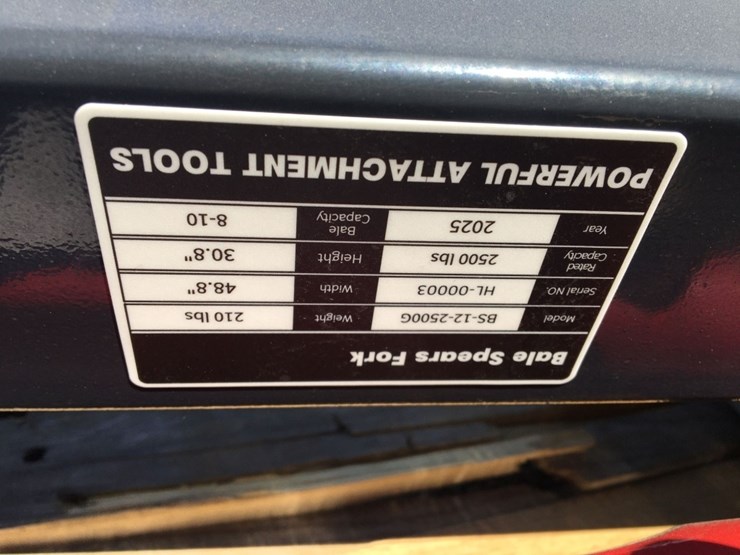 Bale Spears Fork
Model BS-12-2500G Weight 210 lbs
Serial NO. HL-00003 Width 48.8"
Rated Capacity 2500 lbs Height 30.8"
Year 2025 Bale Capacity 8-10
POWERFUL ATTACHMENT TOOLS